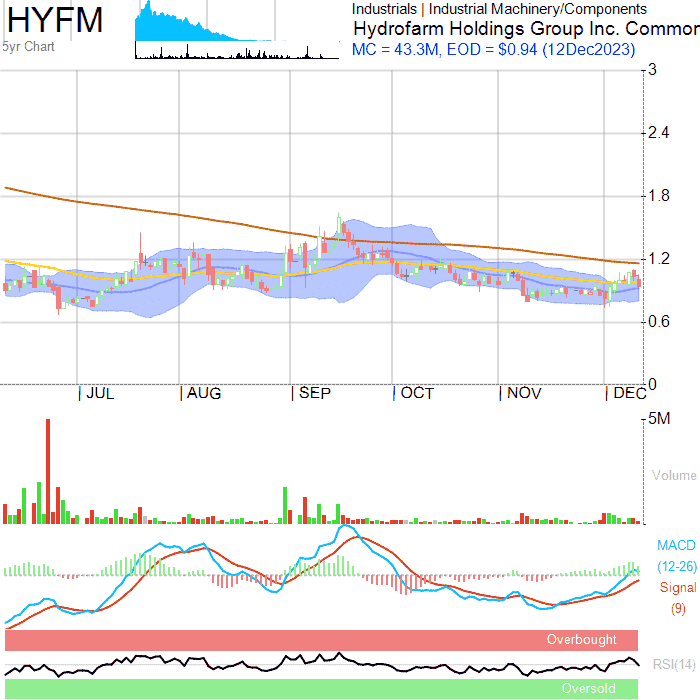 HYFM
5yr Chart
Industrials | Industrial Machinery/Components
Hydrofarm Holdings Group Inc. Common
MC = 43.3M, EOD = $0.94 (12Dec2023)
3
2.4
1.8
1.2
0.6
0
| JUL | AUG | SEP | OCT | NOV | DEC
5M
Volume
MACD
(12-26)
Signal
(9)
Overbought
RSI(14)
Oversold